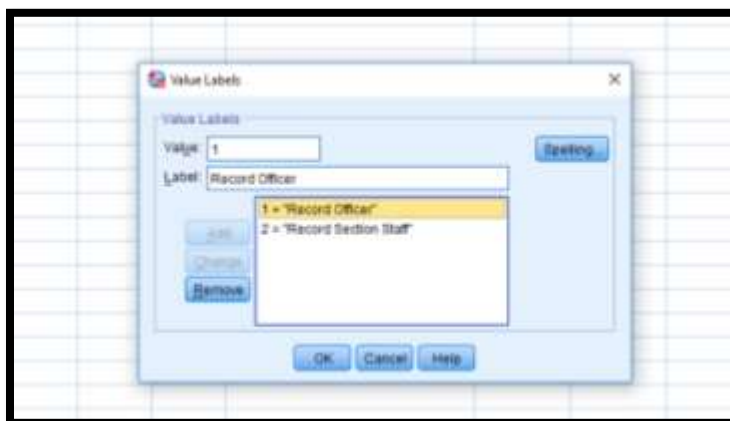 Value Labels
Value Labels
Value: 1
Spelling...
Label: Record Officer
1 = "Record Officer"
2 = "Record Section Staff"
Add
Change
Remove
OK Cancel Help